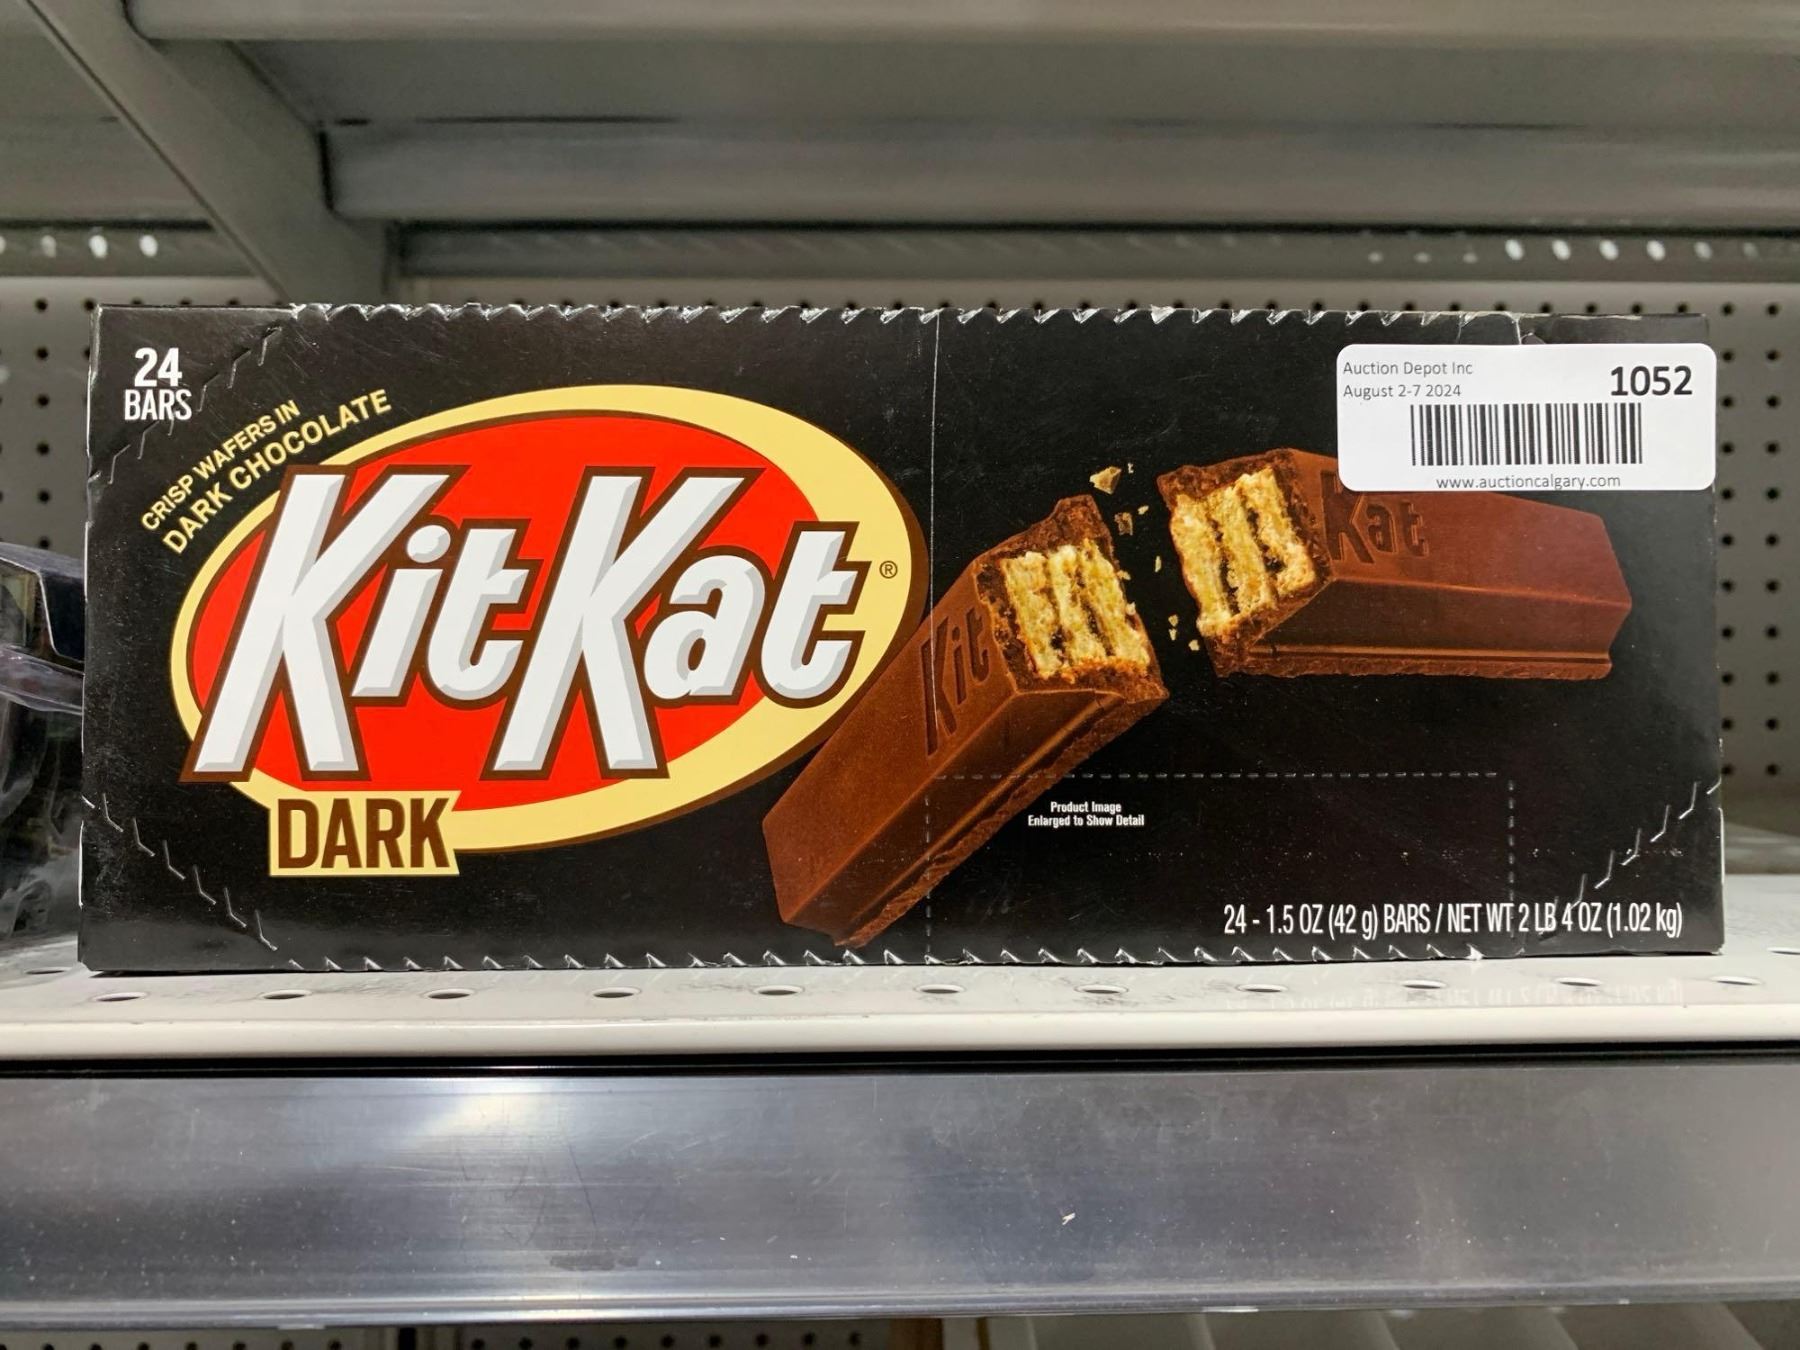 24
BARS
CRISP WAFERS IN
DARK CHOCOLATE
KitKat®
DARK
Kit
Kat
Product Image
Enlarged to Show Detail
24 - 1.5 OZ (42 g) BARS / NET WT 2 LB 4 OZ (1.02 kg)
Auction Depot Inc
August 2-7 2024
1052
www.auctioncalgary.com